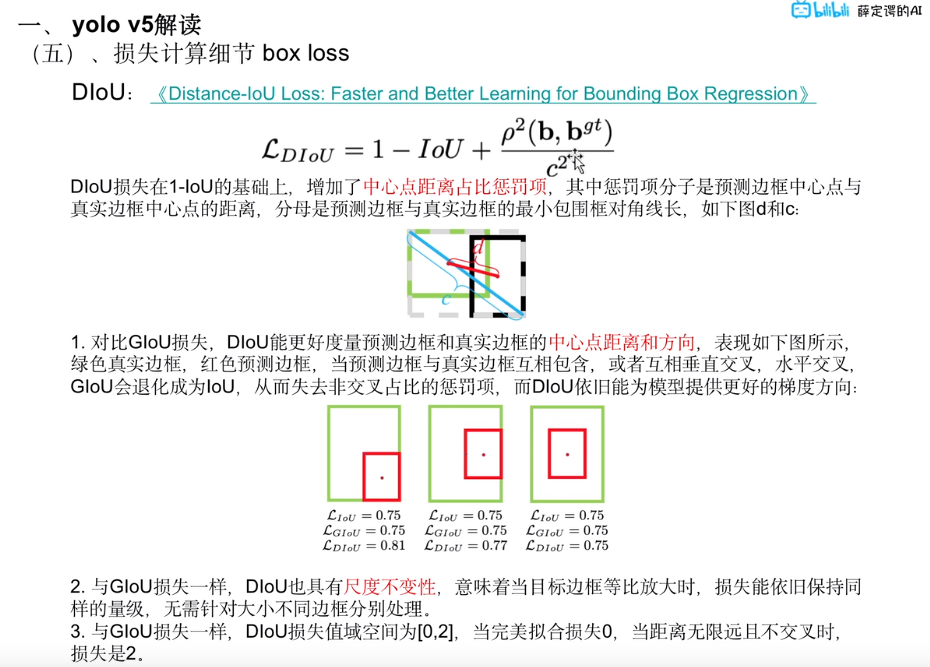 bilibili 薛定谔的AI
一、 yolo v5解读
（五）、损失计算细节 box loss
DIoU：《Distance-IoU Loss: Faster and Better Learning for Bounding Box Regression》
ℒ_{DIoU} = 1 − IoU + ρ²(b, b^{gt}) / c²
DIoU损失在1-IoU的基础上，增加了中心点距离占比惩罚项，其中惩罚项分子是预测边框中心点与
真实边框中心点的距离，分母是预测边框与真实边框的最小包围框对角线长，如下图d和c:
d
c
1. 对比GIoU损失，DIoU能更好度量预测边框和真实边框的中心点距离和方向，表现如下图所示，
绿色真实边框，红色预测边框，当预测边框与真实边框互相包含，或者互相垂直交叉，水平交叉，
GIoU会退化成为IoU，从而失去非交叉占比的惩罚项，而DIoU依旧能为模型提供更好的梯度方向:
ℒ_{IoU} = 0.75 ℒ_{IoU} = 0.75 ℒ_{IoU} = 0.75
ℒ_{GIoU} = 0.75 ℒ_{GIoU} = 0.75 ℒ_{GIoU} = 0.75
ℒ_{DIoU} = 0.81 ℒ_{DIoU} = 0.77 ℒ_{DIoU} = 0.75
2. 与GIoU损失一样，DIoU也具有尺度不变性，意味着当目标边框等比放大时，损失能依旧保持同
样的量级，无需针对大小不同边框分别处理。
3. 与GIoU损失一样，DIoU损失值域空间为[0,2]，当完美拟合损失0，当距离无限远且不交叉时，
损失是2。